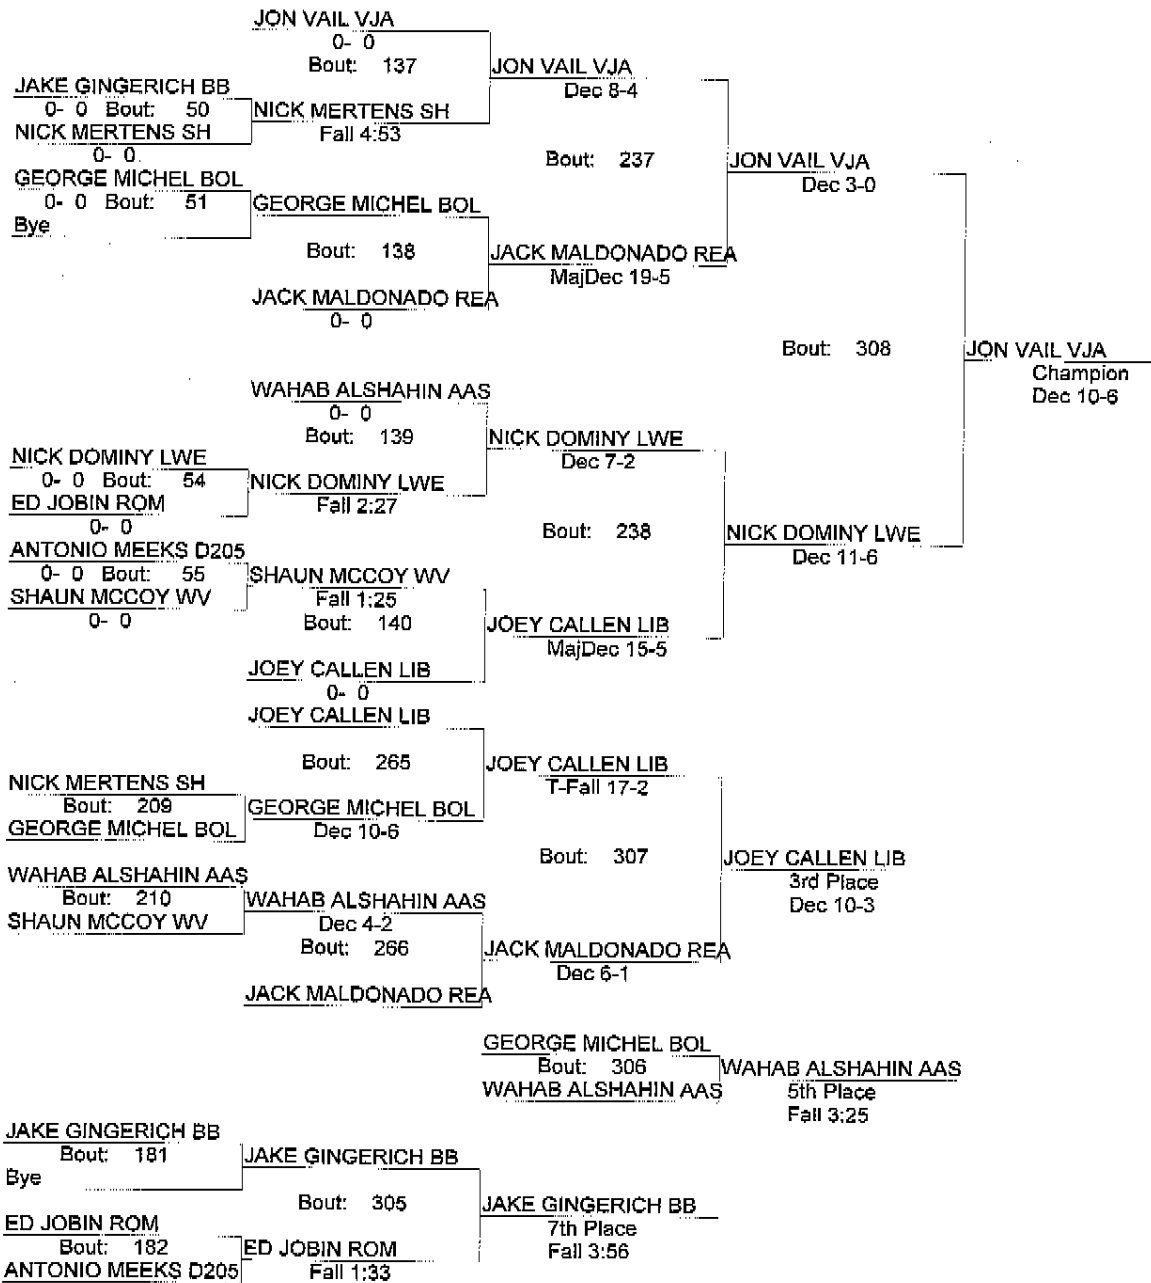 JON VAIL VJA
0- 0
Bout: 137
JON VAIL VJA
Dec 8-4
JAKE GINGERICH BB
0- 0 Bout: 50
NICK MERTENS SH
Fall 4:53
NICK MERTENS SH
0- 0
Bout: 237
JON VAIL VJA
Dec 3-0
GEORGE MICHEL BOL
0- 0 Bout: 51
GEORGE MICHEL BOL
Bye
Bout: 138
JACK MALDONADO REA
MajDec 19-5
JACK MALDONADO REA
0- 0
Bout: 308
JON VAIL VJA
Champion
Dec 10-6
WAHAB ALSHAHIN AAS
0- 0
Bout: 139
NICK DOMINY LWE
Dec 7-2
NICK DOMINY LWE
0- 0 Bout: 54
NICK DOMINY LWE
Fall 2:27
ED JOBIN ROM
0- 0
Bout: 238
NICK DOMINY LWE
Dec 11-6
ANTONIO MEEKS D205
0- 0 Bout: 55
SHAUN MCCOY WV
Fall 1:25
SHAUN MCCOY WV
0- 0
Bout: 140
JOEY CALLEN LIB
MajDec 15-5
JOEY CALLEN LIB
0- 0
JOEY CALLEN LIB
Bout: 265
JOEY CALLEN LIB
T-Fall 17-2
NICK MERTENS SH
Bout: 209
GEORGE MICHEL BOL
Dec 10-6
GEORGE MICHEL BOL
Bout: 307
JOEY CALLEN LIB
3rd Place
Dec 10-3
WAHAB ALSHAHIN AAS
Bout: 210
WAHAB ALSHAHIN AAS
Dec 4-2
SHAUN MCCOY WV
Bout: 266
JACK MALDONADO REA
Dec 6-1
JACK MALDONADO REA
GEORGE MICHEL BOL
Bout: 306
WAHAB ALSHAHIN AAS
WAHAB ALSHAHIN AAS
5th Place
Fall 3:25
JAKE GINGERICH BB
Bout: 181
JAKE GINGERICH BB
Bye
Bout: 305
JAKE GINGERICH BB
7th Place
Fall 3:56
ED JOBIN ROM
Bout: 182
ED JOBIN ROM
Fall 1:33
ANTONIO MEEKS D205